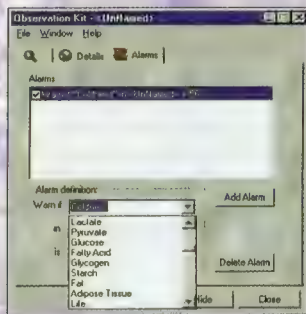 Observation Kit - <Unnamed>
File Window Help
Details Alarms
Alarms
Alarm definition:
Add Alarm
Warn if
Lactate
Pyruvate
Glucose
Fatty Acid
Glycogen
Starch
Fat
Adipose Tissue
Life
is
Delete Alarm
Hide Close